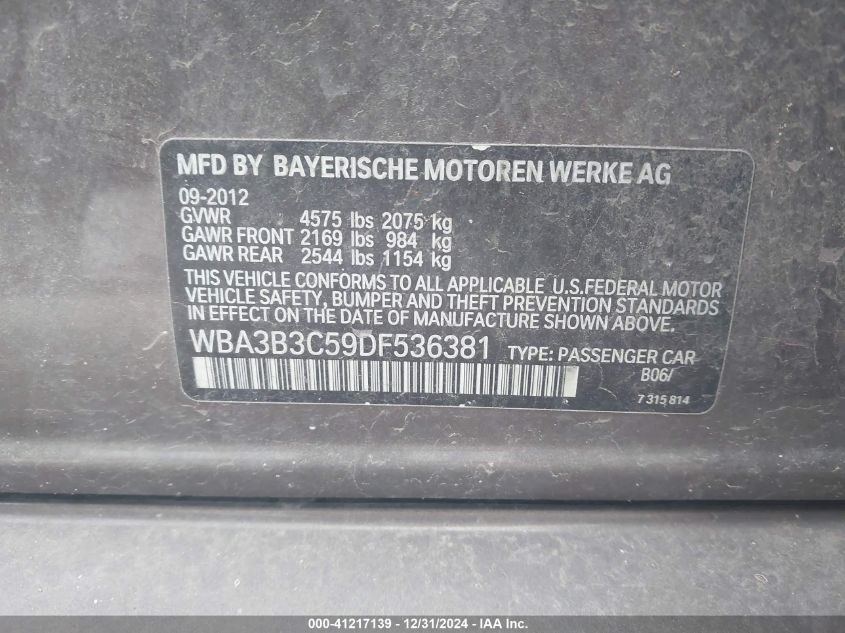 MFD BY BAYERISCHE MOTOREN WERKE AG
09-2012
GVWR 4575 lbs 2075 kg
GAWR FRONT 2169 lbs 984 kg
GAWR REAR 2544 lbs 1154 kg
THIS VEHICLE CONFORMS TO ALL APPLICABLE U.S.FEDERAL MOTOR
VEHICLE SAFETY, BUMPER AND THEFT PREVENTION STANDARDS
IN EFFECT ON THE DATE OF MANUFACTURE SHOWN ABOVE.
WBA3B3C59DF536381 TYPE: PASSENGER CAR
B06/
7 315 814
000-41217139 - 12/31/2024 - IAA Inc.